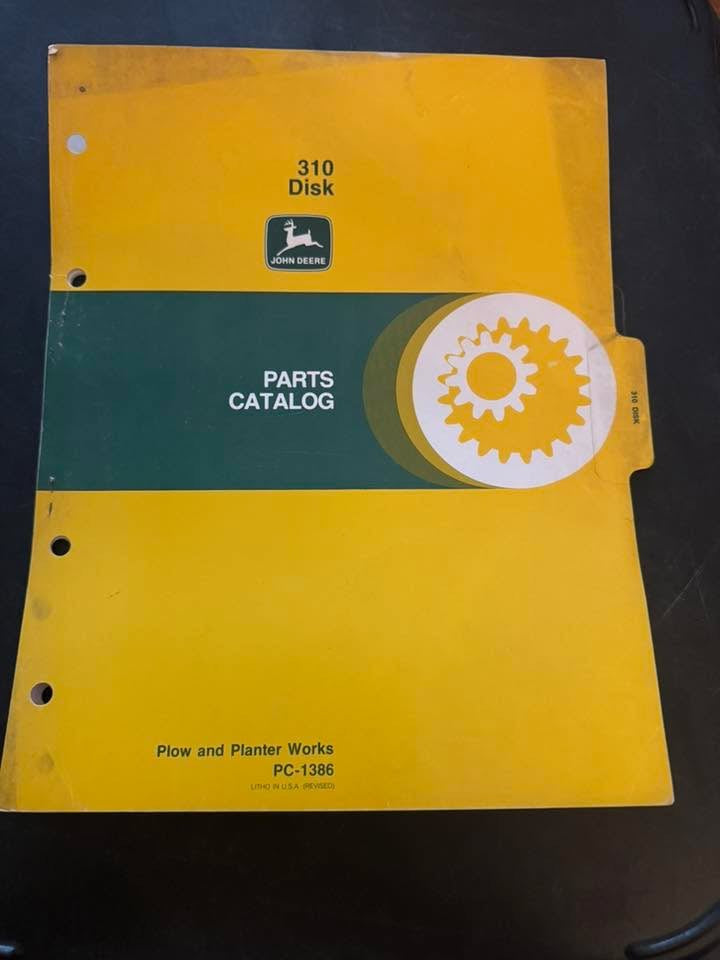 310
Disk
JOHN DEERE
PARTS
CATALOG
310 DISK
Plow and Planter Works
PC-1386
LITHO IN U.S.A. (REVISED)